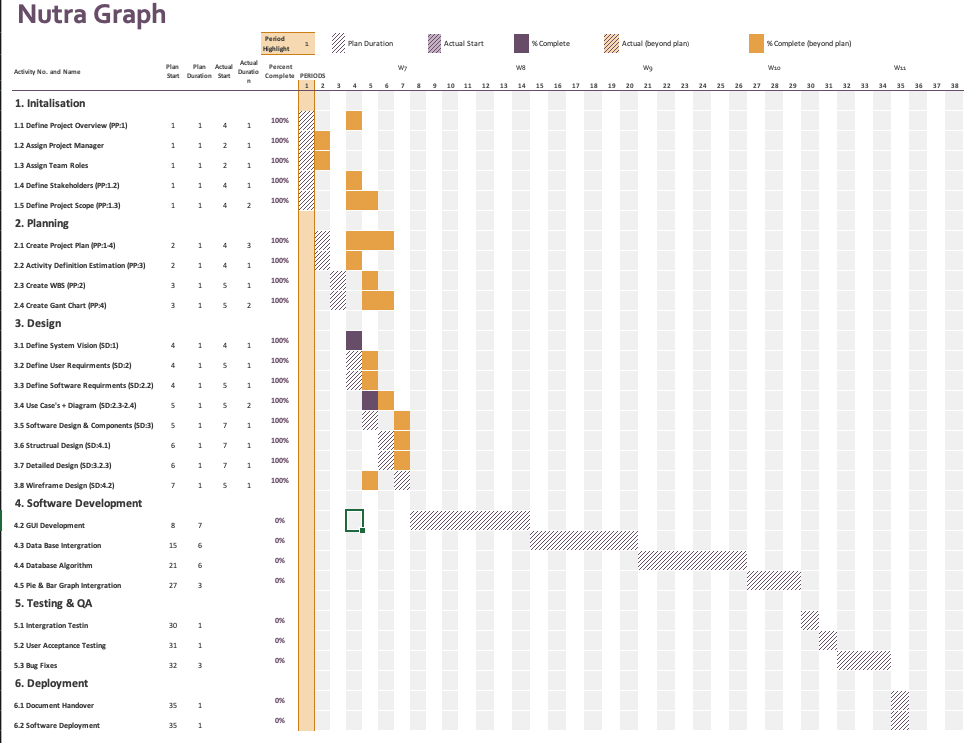 Nutra Graph
Period Highlight 1 Plan Duration Actual Start % Complete Actual (beyond plan) % Complete (beyond plan)
Activity No. and Name Plan Start Plan Duration Actual Start Actual Duratio n Percent Complete PERIODS W7 W8 W9 W10 W11
1 2 3 4 5 6 7 8 9 10 11 12 13 14 15 16 17 18 19 20 21 22 23 24 25 26 27 28 29 30 31 32 33 34 35 36 37 38
1. Initalisation
1.1 Define Project Overview (PP:1) 1 1 4 1 100%
1.2 Assign Project Manager 1 1 2 1 100%
1.3 Assign Team Roles 1 1 2 1 100%
1.4 Define Stakeholders (PP:1.2) 1 1 4 1 100%
1.5 Define Project Scope (PP:1.3) 1 1 4 2 100%
2. Planning
2.1 Create Project Plan (PP:1-4) 2 1 4 3 100%
2.2 Activity Definition Estimation (PP:3) 2 1 4 1 100%
2.3 Create WBS (PP:2) 3 1 5 1 100%
2.4 Create Gant Chart (PP:4) 3 1 5 2 100%
3. Design
3.1 Define System Vision (SD:1) 4 1 4 1 100%
3.2 Define User Requirments (SD:2) 4 1 5 1 100%
3.3 Define Software Requirments (SD:2.2) 4 1 5 1 100%
3.4 Use Case's + Diagram (SD:2.3-2.4) 5 1 5 2 100%
3.5 Software Design & Components (SD:3) 5 1 7 1 100%
3.6 Structrual Design (SD:4.1) 6 1 7 1 100%
3.7 Detailed Design (SD:3.2.3) 6 1 7 1 100%
3.8 Wireframe Design (SD:4.2) 7 1 5 1 100%
4. Software Development
4.2 GUI Development 8 7 0%
4.3 Data Base Intergration 15 6 0%
4.4 Database Algorithm 21 6 0%
4.5 Pie & Bar Graph Intergration 27 3 0%
5. Testing & QA
5.1 Intergration Testin 30 1 0%
5.2 User Acceptance Testing 31 1 0%
5.3 Bug Fixes 32 3 0%
6. Deployment
6.1 Document Handover 35 1 0%
6.2 Software Deployment 35 1 0%